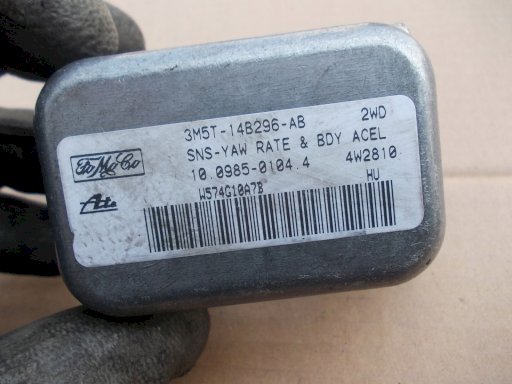 3M5T-14B296-AB 2WD
SNS-YAW RATE & BDY ACEL
FoMoCo
10.0985-0104.4 4W2810
W574G10A7B HU
Ate